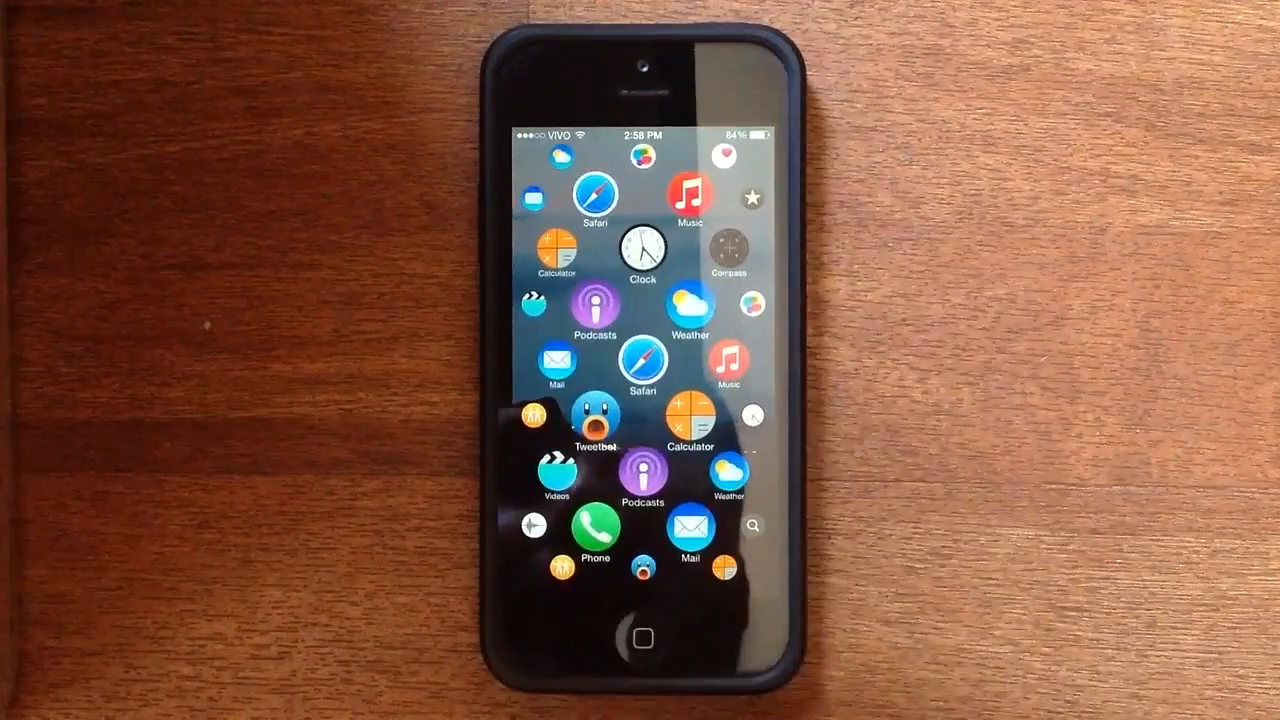 VIVO 2:58 PM 84%
Safari Music
Calculator Clock Compass
Podcasts Weather
Mail Safari Music
Tweetbot Calculator
Videos Podcasts Weather
Phone Mail